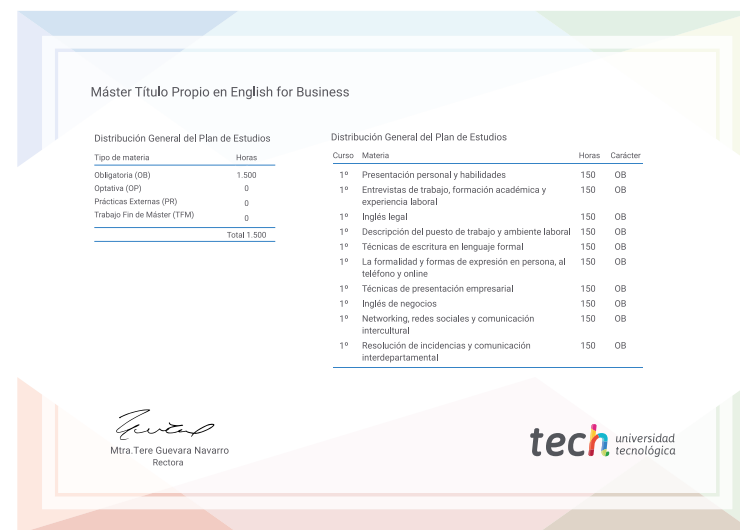 Máster Título Propio en English for Business
Distribución General del Plan de Estudios
Tipo de materia Horas
Obligatoria (OB) 1.500
Optativa (OP) 0
Prácticas Externas (PR) 0
Trabajo Fin de Máster (TFM) 0
Total 1.500
Distribución General del Plan de Estudios
Curso Materia Horas Carácter
1º Presentación personal y habilidades 150 OB
1º Entrevistas de trabajo, formación académica y 150 OB
experiencia laboral
1º Inglés legal 150 OB
1º Descripción del puesto de trabajo y ambiente laboral 150 OB
1º Técnicas de escritura en lenguaje formal 150 OB
1º La formalidad y formas de expresión en persona, al 150 OB
teléfono y online
1º Técnicas de presentación empresarial 150 OB
1º Inglés de negocios 150 OB
1º Networking, redes sociales y comunicación 150 OB
intercultural
1º Resolución de incidencias y comunicación 150 OB
interdepartamental
Mtra.Tere Guevara Navarro
Rectora
tech universidad
tecnológica